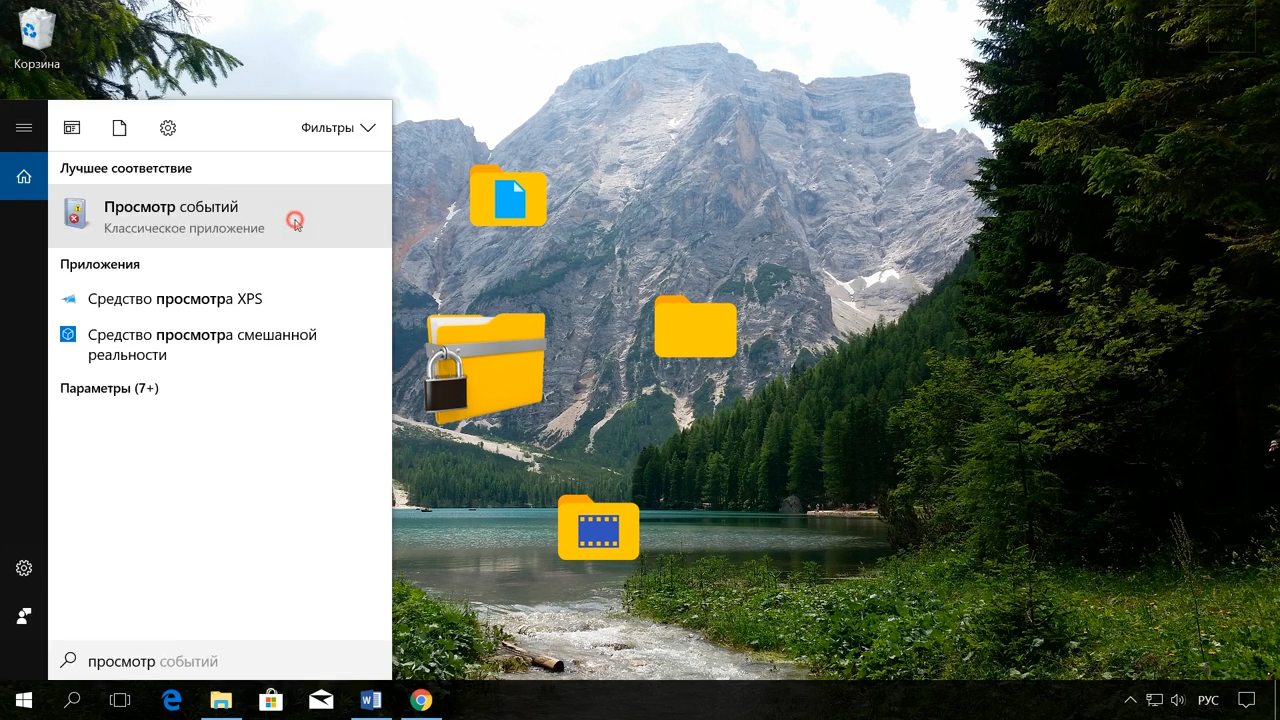 Корзина
Фильтры
Лучшее соответствие
Просмотр событий
Классическое приложение
Приложения
Средство просмотра XPS
Средство просмотра смешанной
реальности
Параметры (7+)
просмотр событий
РУС